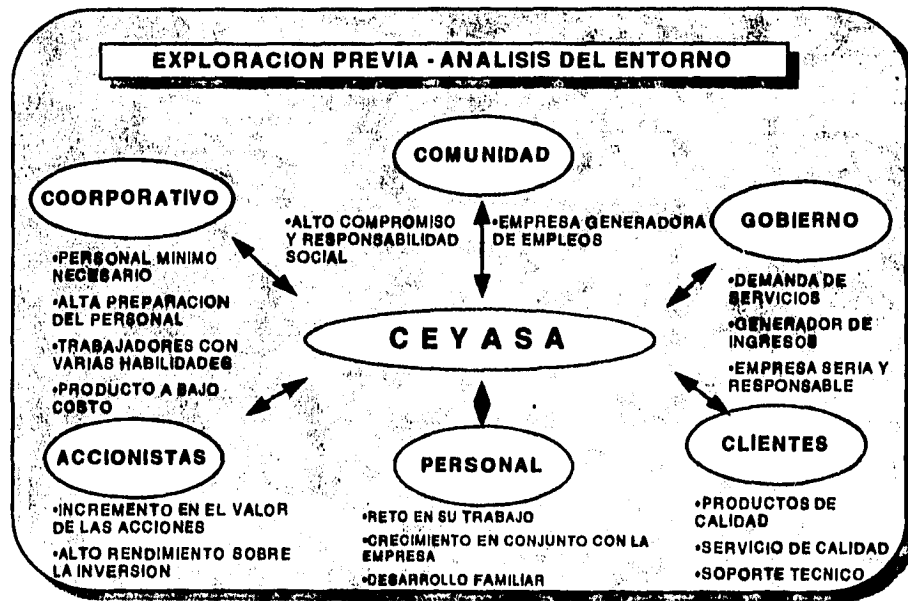 EXPLORACION PREVIA - ANALISIS DEL ENTORNO
COMUNIDAD
•ALTO COMPROMISO
Y RESPONSABILIDAD
SOCIAL
•EMPRESA GENERADORA
DE EMPLEOS
COORPORATIVO
•PERSONAL MINIMO
NECESARIO
•ALTA PREPARACION
DEL PERSONAL
•TRABAJADORES CON
VARIAS HABILIDADES
•PRODUCTO A BAJO
COSTO
GOBIERNO
•DEMANDA DE
SERVICIOS
•GENERADOR DE
INGRESOS
•EMPRESA SERIA Y
RESPONSABLE
CEYASA
ACCIONISTAS
•INCREMENTO EN EL VALOR
DE LAS ACCIONES
•ALTO RENDIMIENTO SOBRE
LA INVERSION
PERSONAL
•RETO EN SU TRABAJO
•CRECIMIENTO EN CONJUNTO CON LA
EMPRESA
•DESARROLLO FAMILIAR
CLIENTES
•PRODUCTOS DE
CALIDAD
•SERVICIO DE CALIDAD
•SOPORTE TECNICO